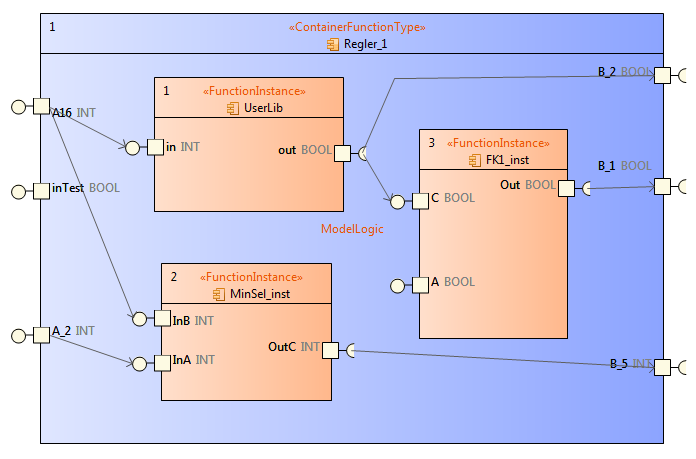 1
«ContainerFunctionType»
Regler_1
B_2 BOOL
A16 INT
1
«FunctionInstance»
UserLib
in INT
out BOOL
3
«FunctionInstance»
FK1_inst
Out BOOL
B_1 BOOL
C BOOL
inTest BOOL
ModelLogic
2
«FunctionInstance»
MinSel_inst
A BOOL
InB INT
A_2 INT
OutC INT
InA INT
B_5 INT